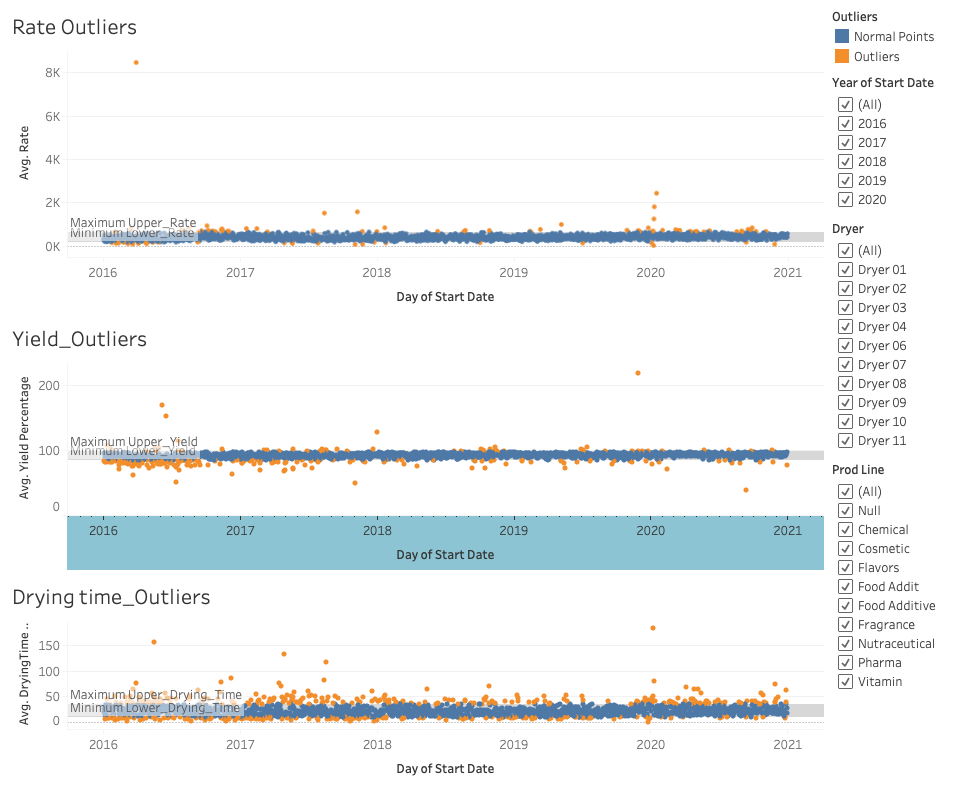 Rate Outliers
8K
6K
4K
2K
0K
Avg. Rate
Maximum Upper_Rate
Minimum Lower_Rate
2016 2017 2018 2019 2020 2021
Day of Start Date
Yield_Outliers
200
100
0
Avg. Yield Percentage
Maximum Upper_Yield
Minimum Lower_Yield
2016 2017 2018 2019 2020 2021
Day of Start Date
Drying time_Outliers
150
100
50
0
Avg. DryingTime ..
Maximum Upper_Drying_Time
Minimum Lower_Drying_Time
2016 2017 2018 2019 2020 2021
Day of Start Date
Outliers
Normal Points
Outliers
Year of Start Date
(All)
2016
2017
2018
2019
2020
Dryer
(All)
Dryer 01
Dryer 02
Dryer 03
Dryer 04
Dryer 06
Dryer 07
Dryer 08
Dryer 09
Dryer 10
Dryer 11
Prod Line
(All)
Null
Chemical
Cosmetic
Flavors
Food Addit
Food Additive
Fragrance
Nutraceutical
Pharma
Vitamin